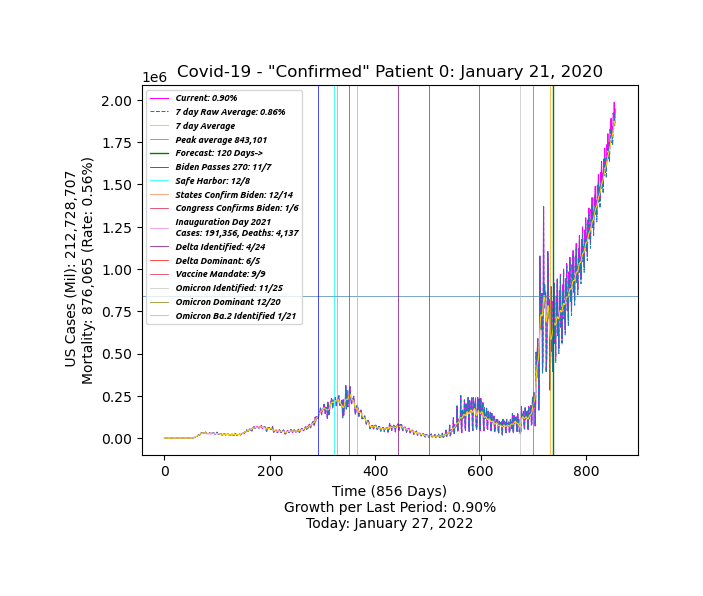 Covid-19 - "Confirmed" Patient 0: January 21, 2020
1e6
2.00
1.75
1.50
1.25
1.00
0.75
0.50
0.25
0.00
US Cases (Mil): 212,728,707
Mortality: 876,065 (Rate: 0.56%)
Current: 0.90%
7 day Raw Average: 0.86%
7 day Average
Peak average 843,101
Forecast: 120 Days->
Biden Passes 270: 11/7
Safe Harbor: 12/8
States Confirm Biden: 12/14
Congress Confirms Biden: 1/6
Inauguration Day 2021
Cases: 191,356, Deaths: 4,137
Delta Identified: 4/24
Delta Dominant: 6/5
Vaccine Mandate: 9/9
Omicron Identified: 11/25
Omicron Dominant 12/20
Omicron Ba.2 Identified 1/21
0 200 400 600 800
Time (856 Days)
Growth per Last Period: 0.90%
Today: January 27, 2022